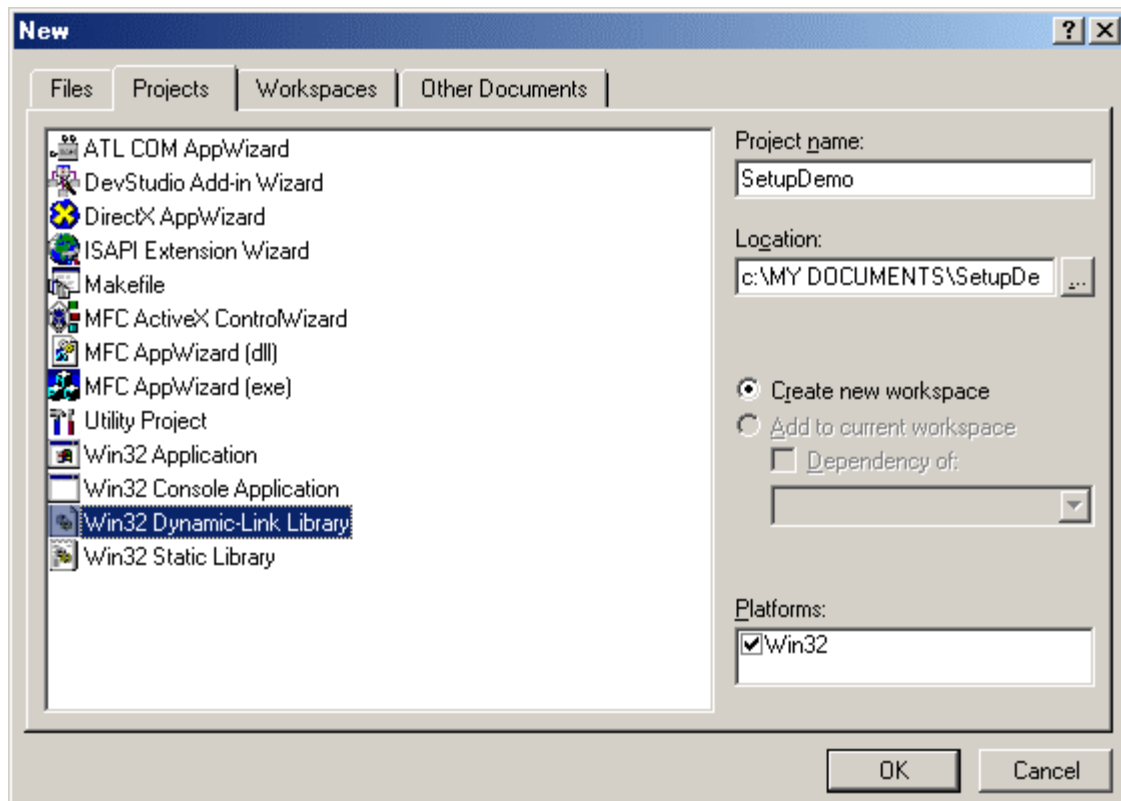 New
Files
Projects
Workspaces
Other Documents
ATL COM AppWizard
DevStudio Add-in Wizard
DirectX AppWizard
ISAPI Extension Wizard
Makefile
MFC ActiveX ControlWizard
MFC AppWizard (dll)
MFC AppWizard (exe)
Utility Project
Win32 Application
Win32 Console Application
Win32 Dynamic-Link Library
Win32 Static Library
Project name:
SetupDemo
Location:
c:\MY DOCUMENTS\SetupDe
...
Create new workspace
Add to current workspace
Dependency of:
Platforms:
Win32
OK
Cancel